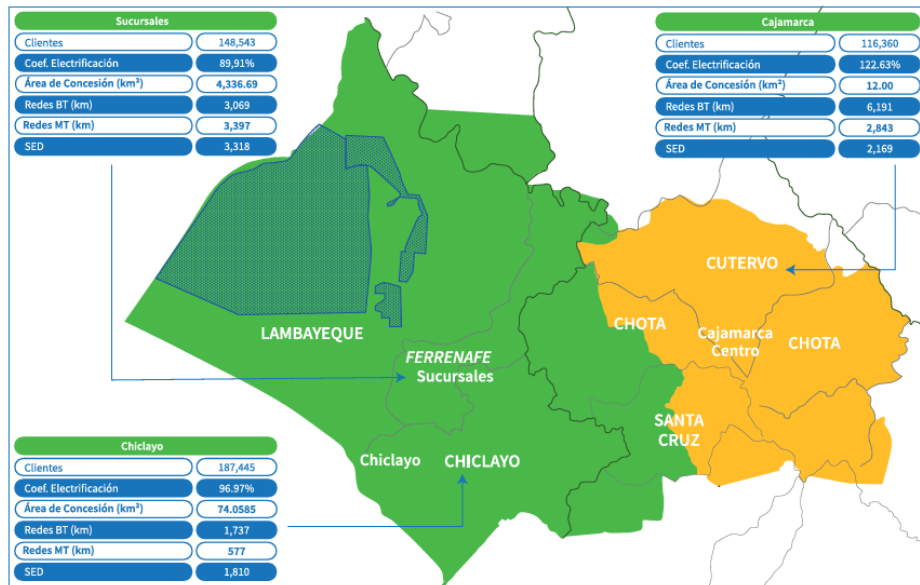 Sucursales
Clientes 148,543
Coef. Electrificación 89,91%
Área de Concesión (km²) 4,336.69
Redes BT (km) 3,069
Redes MT (km) 3,397
SED 3,318
Cajamarca
Clientes 116,360
Coef. Electrificación 122.63%
Área de Concesión (km²) 12.00
Redes BT (km) 6,191
Redes MT (km) 2,843
SED 2,169
CUTERVO
LAMBAYEQUE
CHOTA
Cajamarca
Centro
CHOTA
FERRENAFE
Sucursales
SANTA
CRUZ
Chiclayo
CHICLAYO
Chiclayo
Clientes 187,445
Coef. Electrificación 96.97%
Área de Concesión (km²) 74.0585
Redes BT (km) 1,737
Redes MT (km) 577
SED 1,810